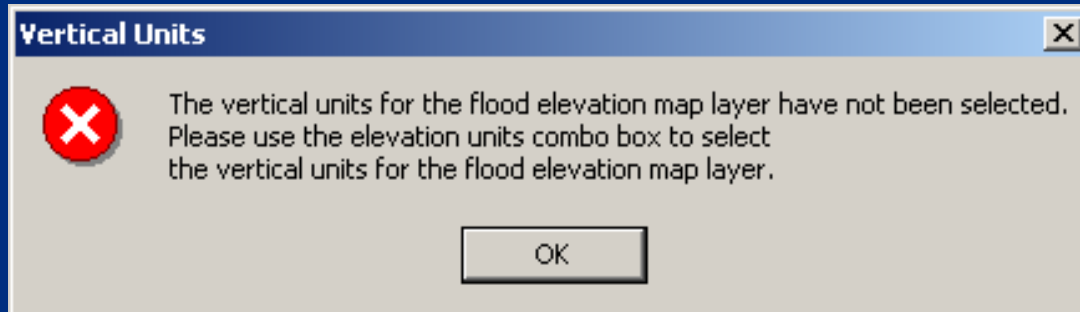 Vertical Units
The vertical units for the flood elevation map layer have not been selected.
Please use the elevation units combo box to select
the vertical units for the flood elevation map layer.
OK